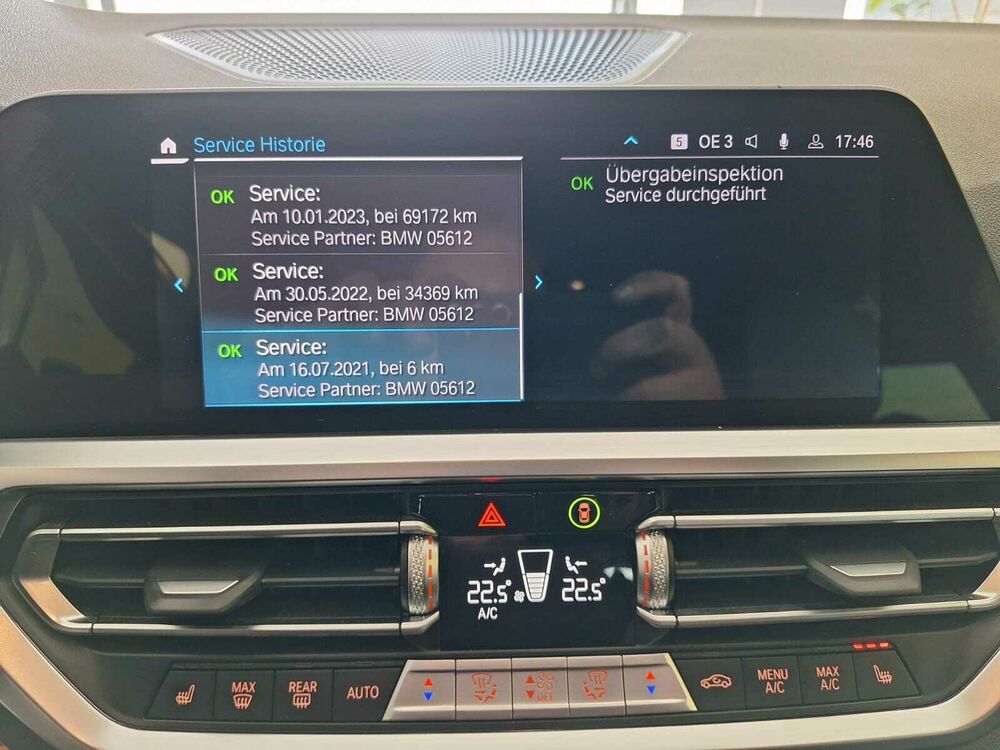 Service Historie
5 OE 3 17:46
OK Service:
Am 10.01.2023, bei 69172 km
Service Partner: BMW 05612
OK Service:
Am 30.05.2022, bei 34369 km
Service Partner: BMW 05612
OK Service:
Am 16.07.2021, bei 6 km
Service Partner: BMW 05612
OK Übergabeinspektion
Service durchgeführt
22.5° 22.5°
A/C
MAX
REAR
AUTO
OFF
MENU
A/C
MAX
A/C